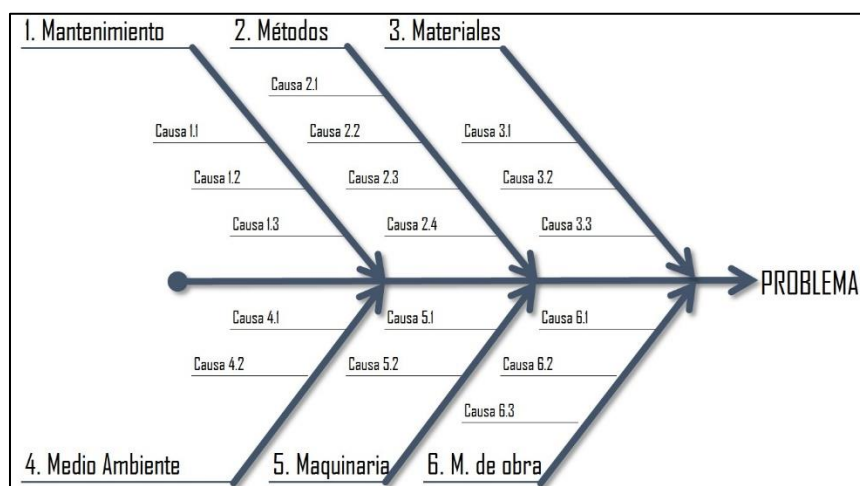 1. Mantenimiento
2. Métodos
3. Materiales
Causa 2.1
Causa 1.1
Causa 2.2
Causa 3.1
Causa 1.2
Causa 2.3
Causa 3.2
Causa 1.3
Causa 2.4
Causa 3.3
PROBLEMA
Causa 4.1
Causa 5.1
Causa 6.1
Causa 4.2
Causa 5.2
Causa 6.2
Causa 6.3
4. Medio Ambiente
5. Maquinaria
6. M. de obra